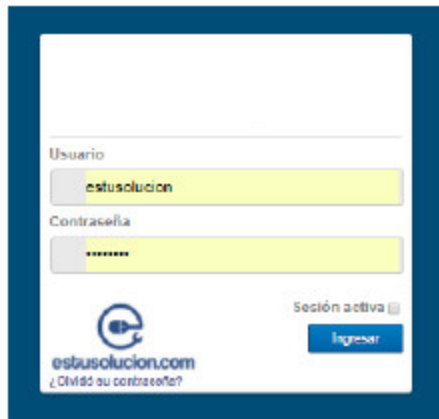 Usuario
estusolucion
Contraseña
••••••••
Sesión activa
Ingresar
estusolucion.com
¿Olvidó su contraseña?